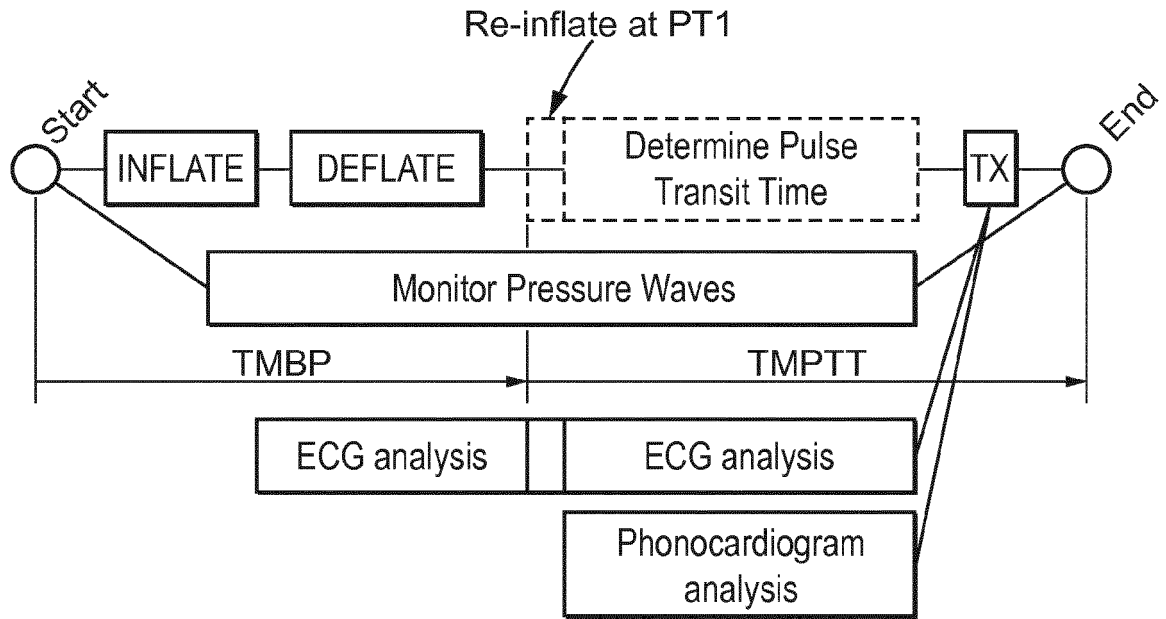 Re-inflate at PT1
Start
End
INFLATE
DEFLATE
Determine Pulse
Transit Time
TX
Monitor Pressure Waves
TMBP
TMPTT
ECG analysis
ECG analysis
Phonocardiogram
analysis